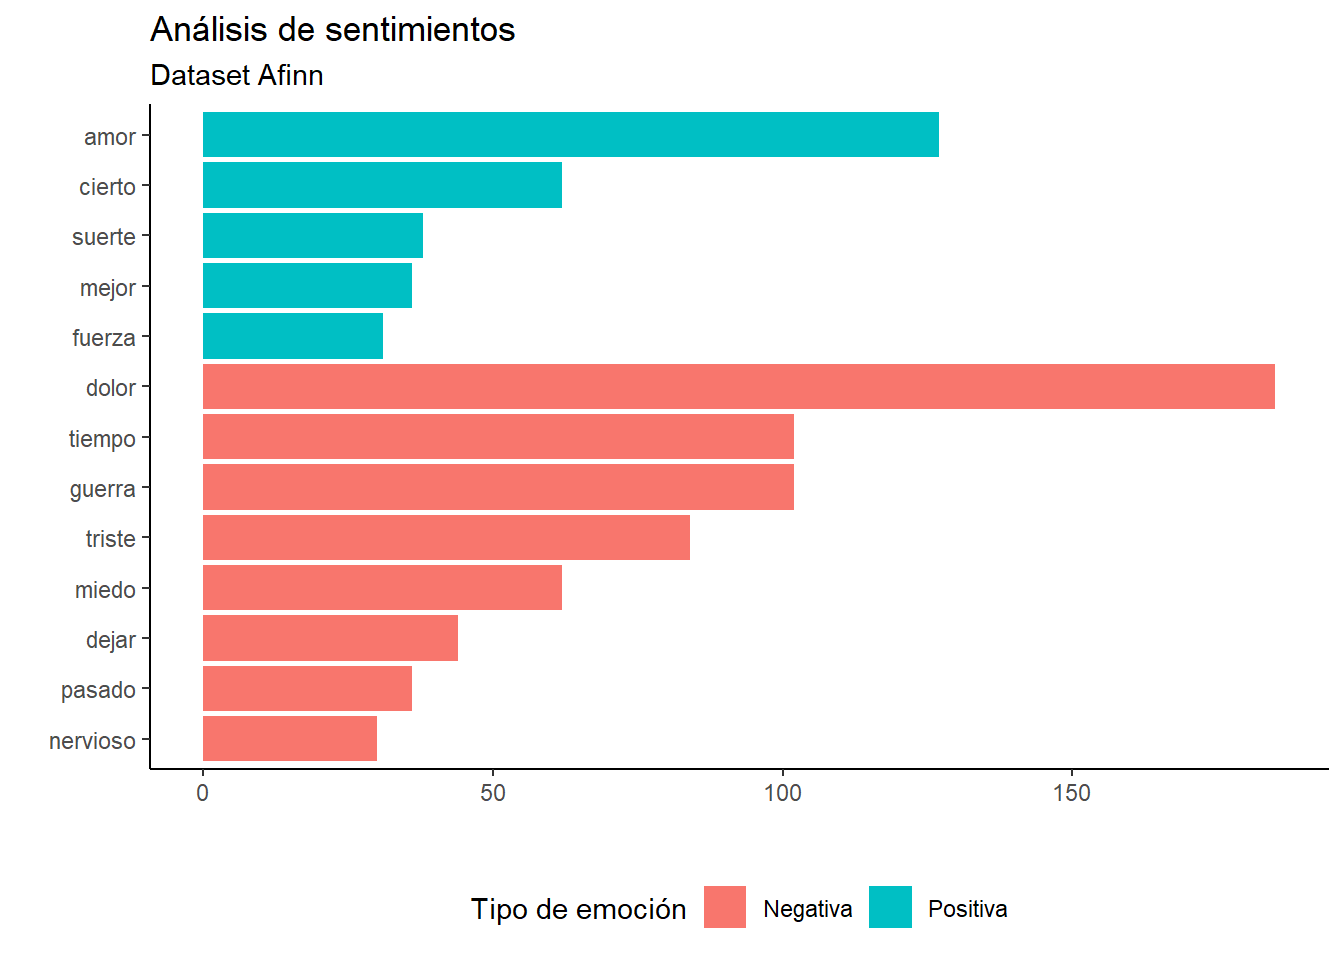 Análisis de sentimientos
Dataset Afinn
amor
cierto
suerte
mejor
fuerza
dolor
tiempo
guerra
triste
miedo
dejar
pasado
nervioso
0 50 100 150
Tipo de emoción Negativa Positiva